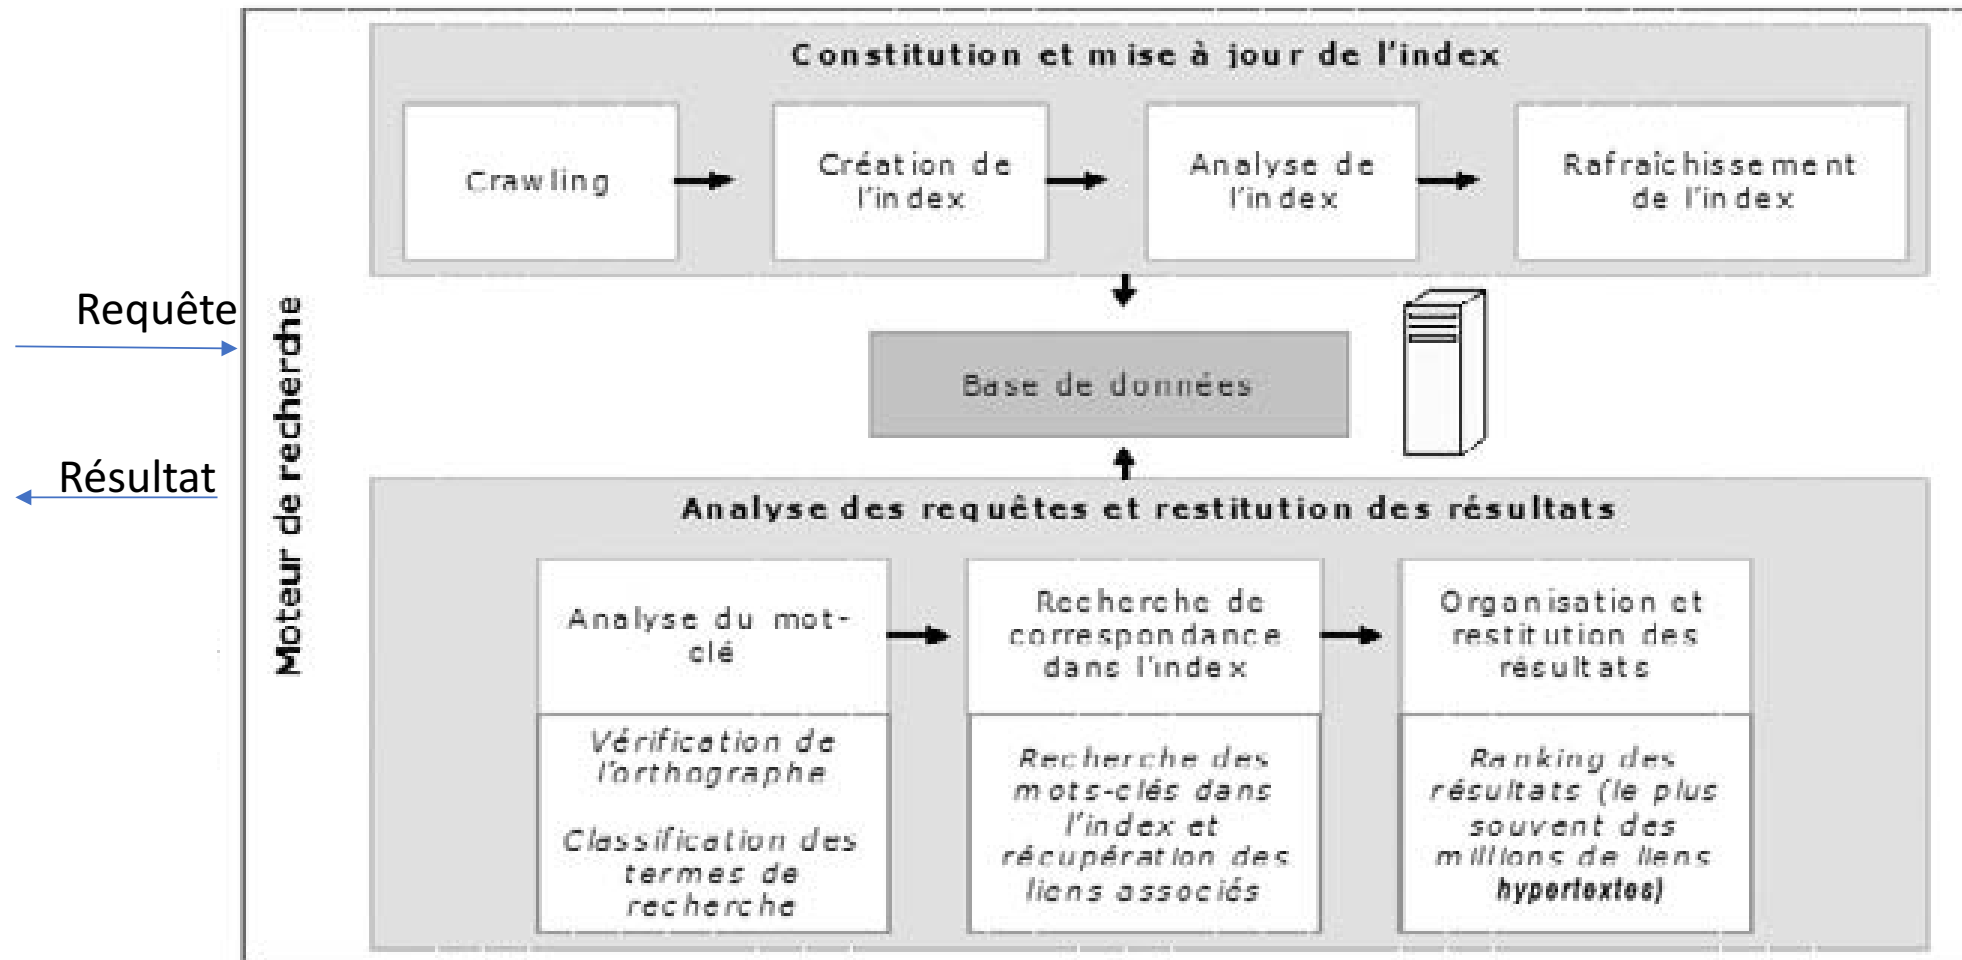 Constitution et mise à jour de l'index
Crawling
Création de
l'index
Analyse de
l'index
Rafraîchissement
de l'index
Requête
Résultat
Moteur de recherche
Base de données
Analyse des requêtes et restitution des résultats
Analyse du mot-
clé
Vérification de
l'orthographe
Classification des
termes de
recherche
Recherche de
correspondance
dans l'index
Recherche des
mots-clés dans
l'index et
récupération des
liens associés
Organisation et
restitution des
résultats
Ranking des
résultats (le plus
souvent des
millions de liens
hypertextes)